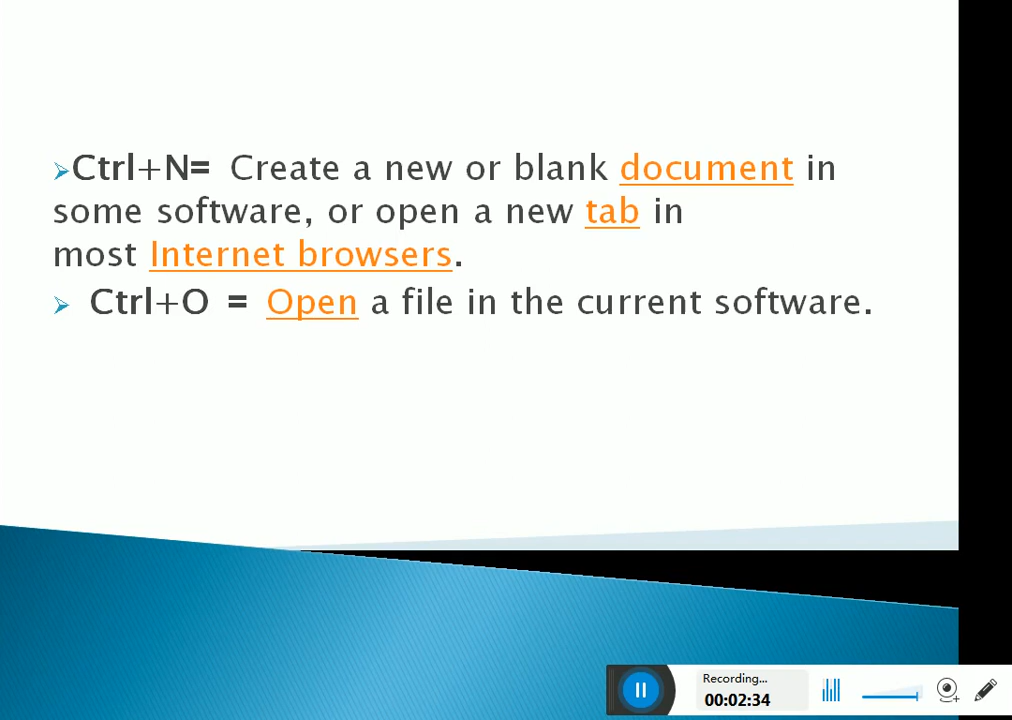 ➢Ctrl+N= Create a new or blank document in
some software, or open a new tab in
most Internet browsers.
➢ Ctrl+O = Open a file in the current software.
Recording...
00:02:34